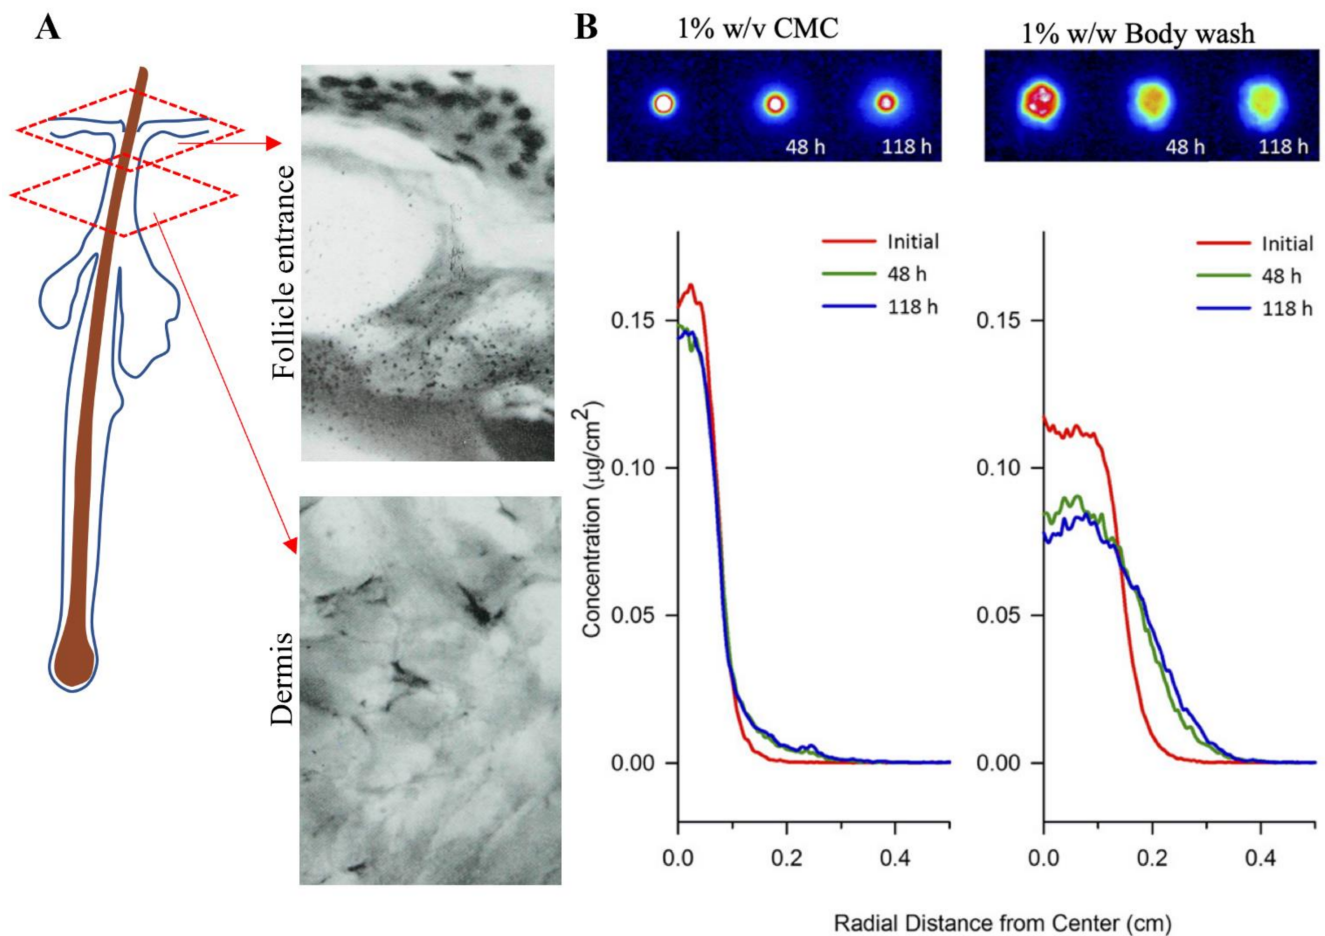 A
B
1% w/v CMC
1% w/w Body wash
48 h
118 h
48 h
118 h
Follicle entrance
Dermis
Initial
48 h
118 h
Initial
48 h
118 h
Concentration (µg/cm2)
0.15
0.10
0.05
0.00
0.15
0.10
0.05
0.00
0.0
0.2
0.4
0.0
0.2
0.4
Radial Distance from Center (cm)